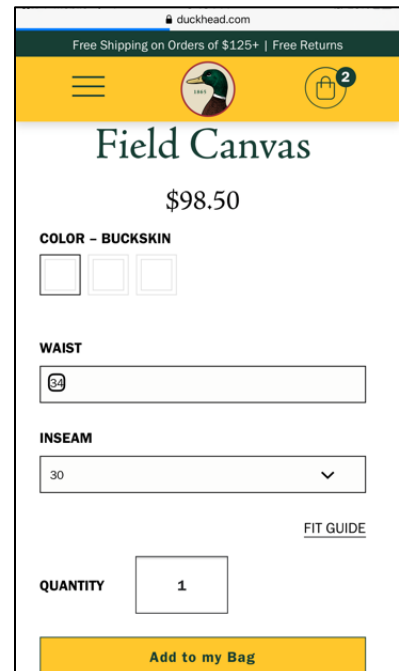 duckhead.com
Free Shipping on Orders of $125+ | Free Returns
1865
2
Field Canvas
$98.50
COLOR – BUCKSKIN
WAIST
34
INSEAM
30
FIT GUIDE
QUANTITY 1
Add to my Bag